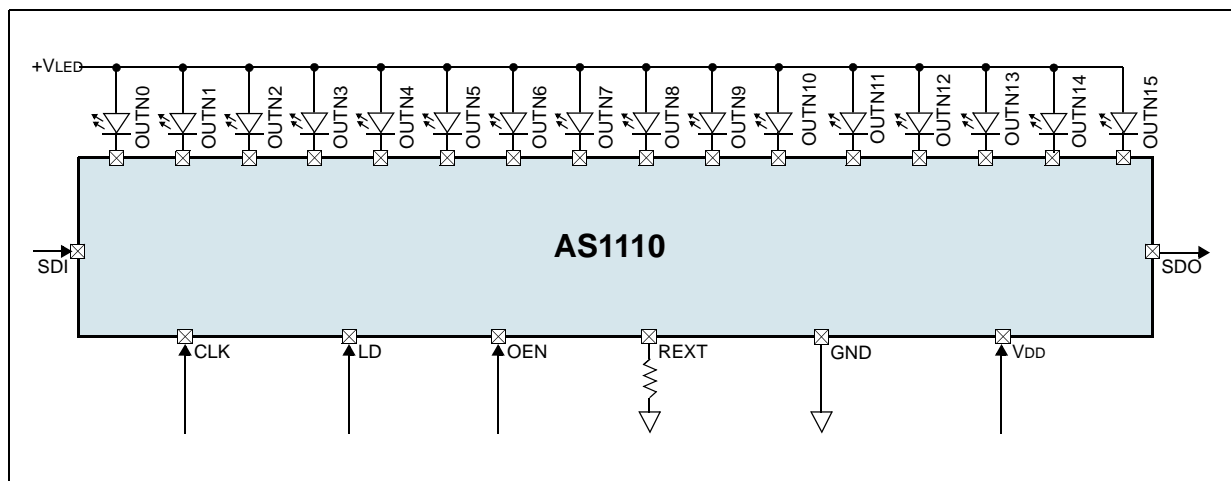 +VLED
OUTN0
OUTN1
OUTN2
OUTN3
OUTN4
OUTN5
OUTN6
OUTN7
OUTN8
OUTN9
OUTN10
OUTN11
OUTN12
OUTN13
OUTN14
OUTN15
AS1110
SDI
SDO
CLK
LD
OEN
REXT
GND
VDD